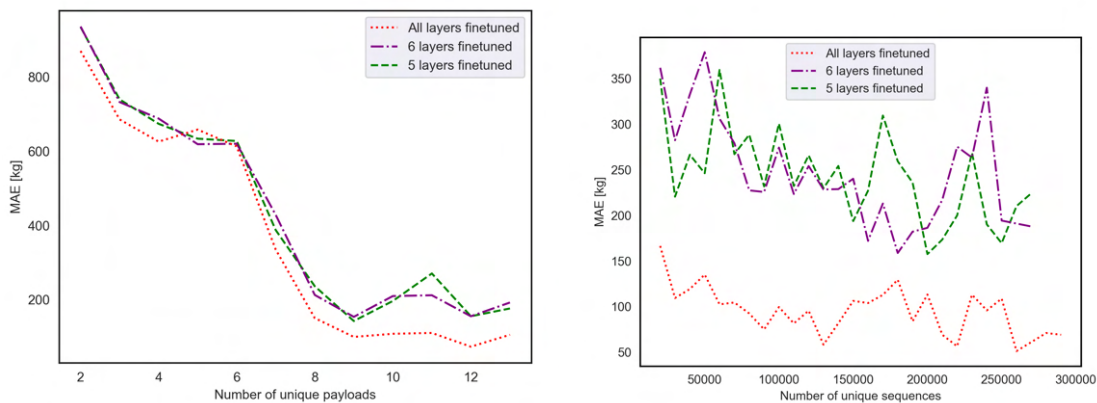 All layers finetuned
6 layers finetuned
5 layers finetuned
800
600
400
200
MAE [kg]
2 4 6 8 10 12
Number of unique payloads
All layers finetuned
6 layers finetuned
5 layers finetuned
350
300
250
200
150
100
50
MAE [kg]
50000 100000 150000 200000 250000 300000
Number of unique sequences